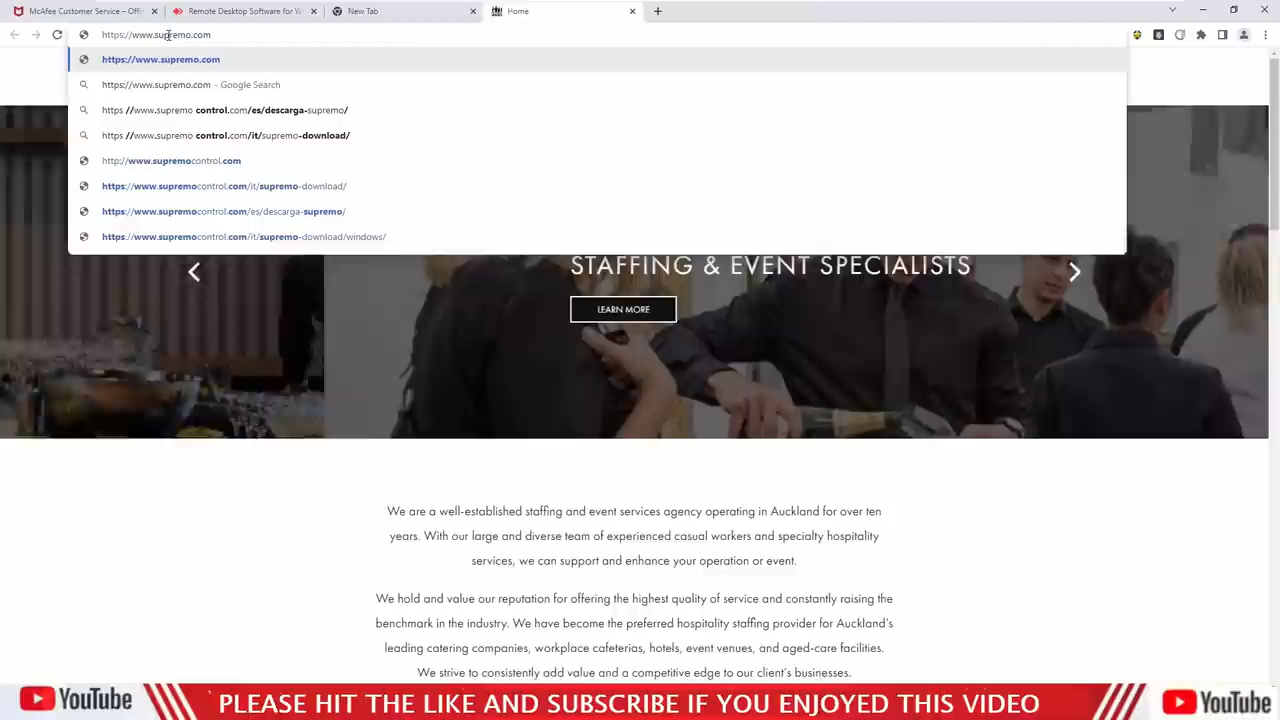 McAfee Customer Service – Offi
Remote Desktop Software for Wi
New Tab
Home
https://www.supremo.com
https://www.supremo.com
https://www.supremo.com - Google Search
https //www.supremo control.com/es/descarga-supremo/
https //www.supremo control.com/it/supremo-download/
http://www.supremocontrol.com
https://www.supremocontrol.com/it/supremo-download/
https://www.supremocontrol.com/es/descarga-supremo/
https://www.supremocontrol.com/it/supremo-download/windows/
STAFFING & EVENT SPECIALISTS
LEARN MORE
We are a well-established staffing and event services agency operating in Auckland for over ten
years. With our large and diverse team of experienced casual workers and specialty hospitality
services, we can support and enhance your operation or event.
We hold and value our reputation for offering the highest quality of service and constantly raising the
benchmark in the industry. We have become the preferred hospitality staffing provider for Auckland's
leading catering companies, workplace cafeterias, hotels, event venues, and aged-care facilities.
We strive to consistently add value and a competitive edge to our client's businesses.
YouTube
PLEASE HIT THE LIKE AND SUBSCRIBE IF YOU ENJOYED THIS VIDEO
YouTube